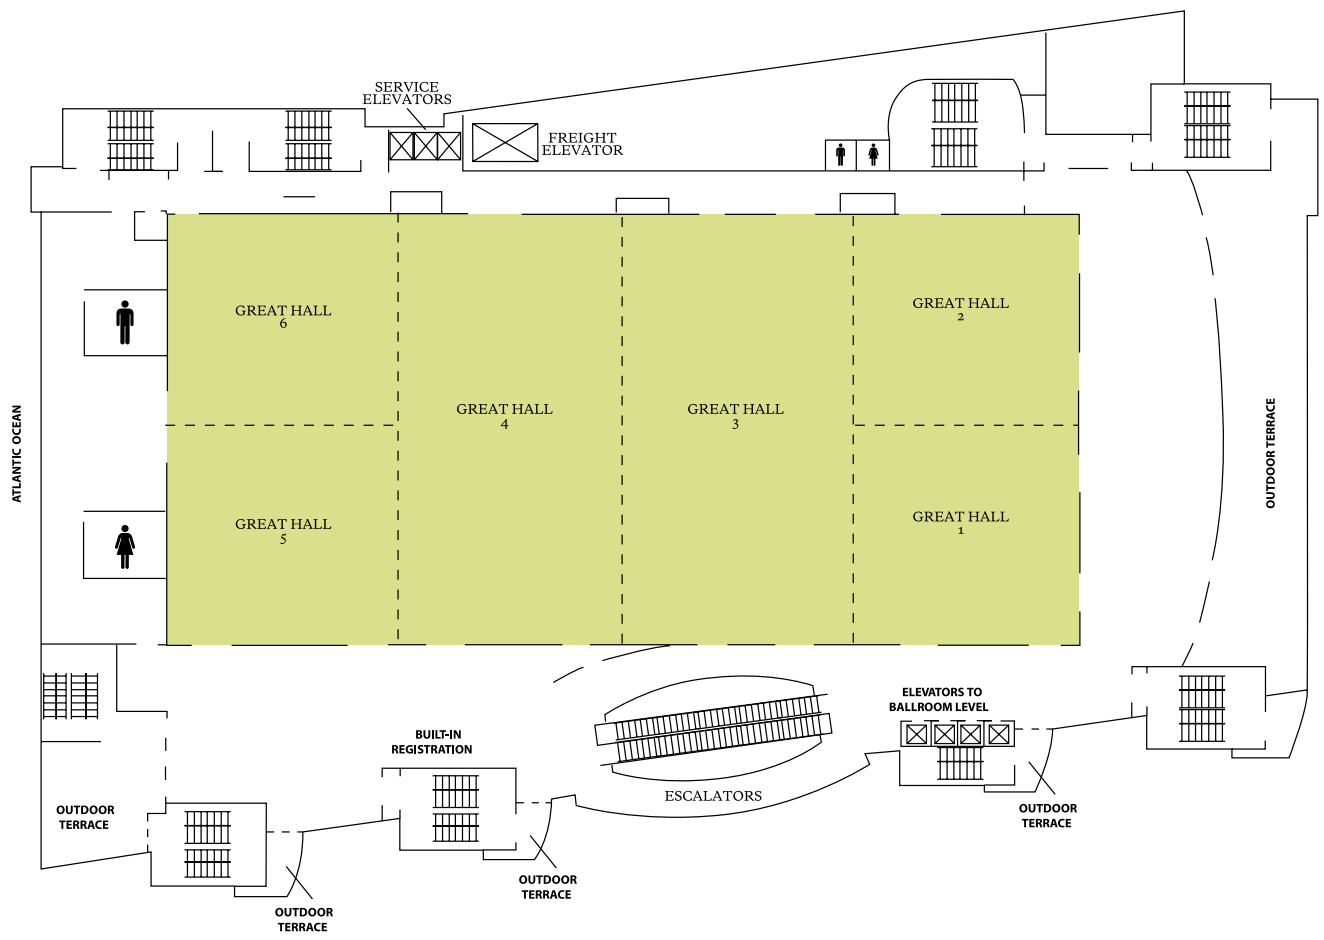 SERVICE
ELEVATORS
FREIGHT
ELEVATOR
GREAT HALL
6
GREAT HALL
2
GREAT HALL
4
GREAT HALL
3
GREAT HALL
5
GREAT HALL
1
ATLANTIC OCEAN
OUTDOOR TERRACE
ELEVATORS TO
BALLROOM LEVEL
BUILT-IN
REGISTRATION
ESCALATORS
OUTDOOR
TERRACE
OUTDOOR
TERRACE
OUTDOOR
TERRACE
OUTDOOR
TERRACE